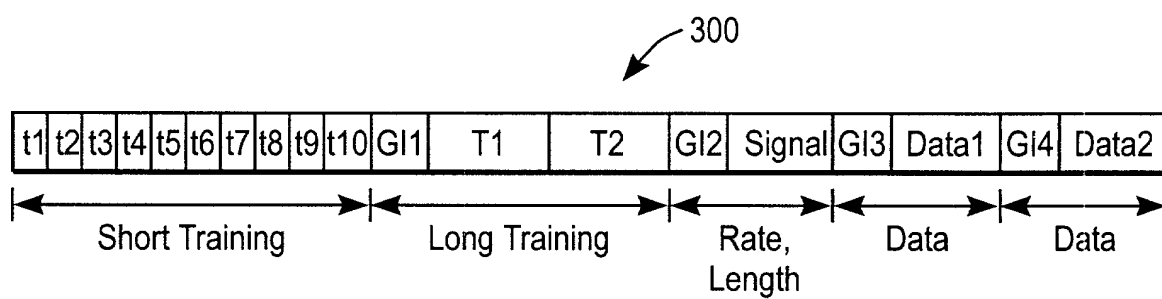 300
t1 t2 t3 t4 t5 t6 t7 t8 t9 t10 GI1 T1 T2 GI2 Signal GI3 Data1 GI4 Data2
Short Training Long Training Rate, Data Data
Length